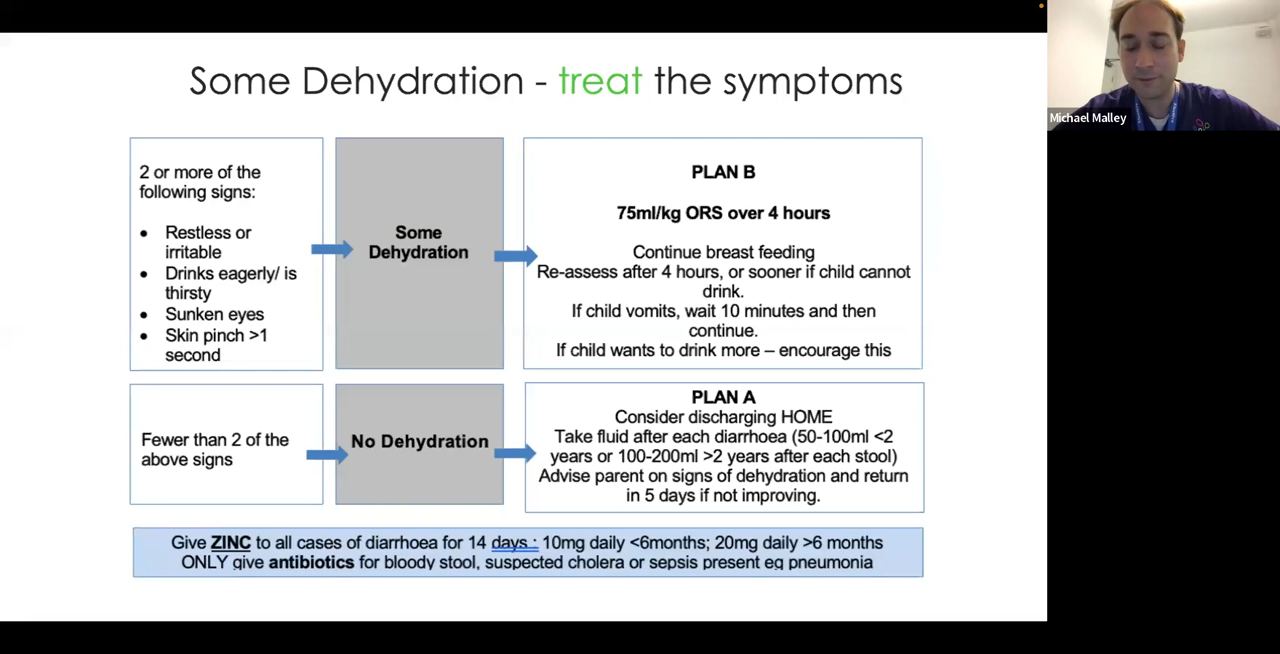 Some Dehydration - treat the symptoms
2 or more of the
following signs:
• Restless or
irritable
• Drinks eagerly/ is
thirsty
• Sunken eyes
• Skin pinch >1
second
Some
Dehydration
PLAN B
75ml/kg ORS over 4 hours
Continue breast feeding
Re-assess after 4 hours, or sooner if child cannot
drink.
If child vomits, wait 10 minutes and then
continue.
If child wants to drink more – encourage this
Fewer than 2 of the
above signs
No Dehydration
PLAN A
Consider discharging HOME
Take fluid after each diarrhoea (50-100ml <2
years or 100-200ml >2 years after each stool)
Advise parent on signs of dehydration and return
in 5 days if not improving.
Give ZINC to all cases of diarrhoea for 14 days : 10mg daily <6months; 20mg daily >6 months
ONLY give antibiotics for bloody stool, suspected cholera or sepsis present eg pneumonia
Michael Malley